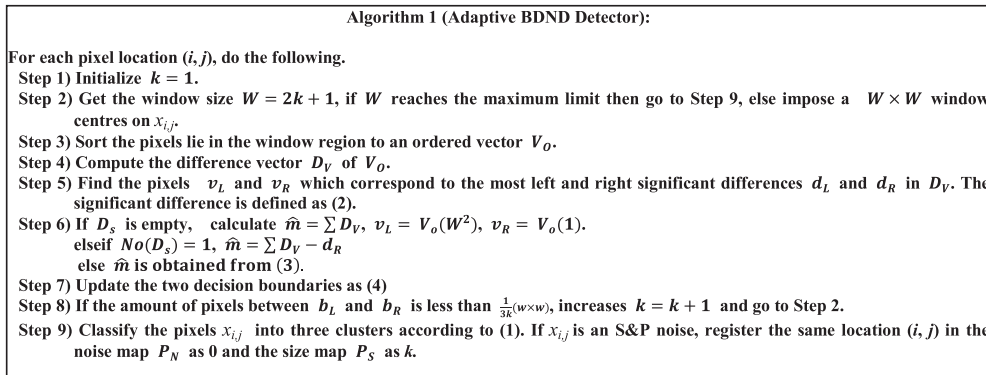 Algorithm 1 (Adaptive BDND Detector):
For each pixel location (i, j), do the following.
Step 1) Initialize k = 1.
Step 2) Get the window size W = 2k + 1, if W reaches the maximum limit then go to Step 9, else impose a W × W window
centres on x_{i,j}.
Step 3) Sort the pixels lie in the window region to an ordered vector V_O.
Step 4) Compute the difference vector D_V of V_O.
Step 5) Find the pixels v_L and v_R which correspond to the most left and right significant differences d_L and d_R in D_V. The
significant difference is defined as (2).
Step 6) If D_s is empty, calculate m̂ = ∑ D_V, v_L = V_o(W²), v_R = V_o(1).
elseif No(D_s) = 1, m̂ = ∑ D_V − d_R
else m̂ is obtained from (3).
Step 7) Update the two decision boundaries as (4)
Step 8) If the amount of pixels between b_L and b_R is less than 1/3k (w×w), increases k = k + 1 and go to Step 2.
Step 9) Classify the pixels x_{i,j} into three clusters according to (1). If x_{i,j} is an S&P noise, register the same location (i, j) in the
noise map P_N as 0 and the size map P_S as k.